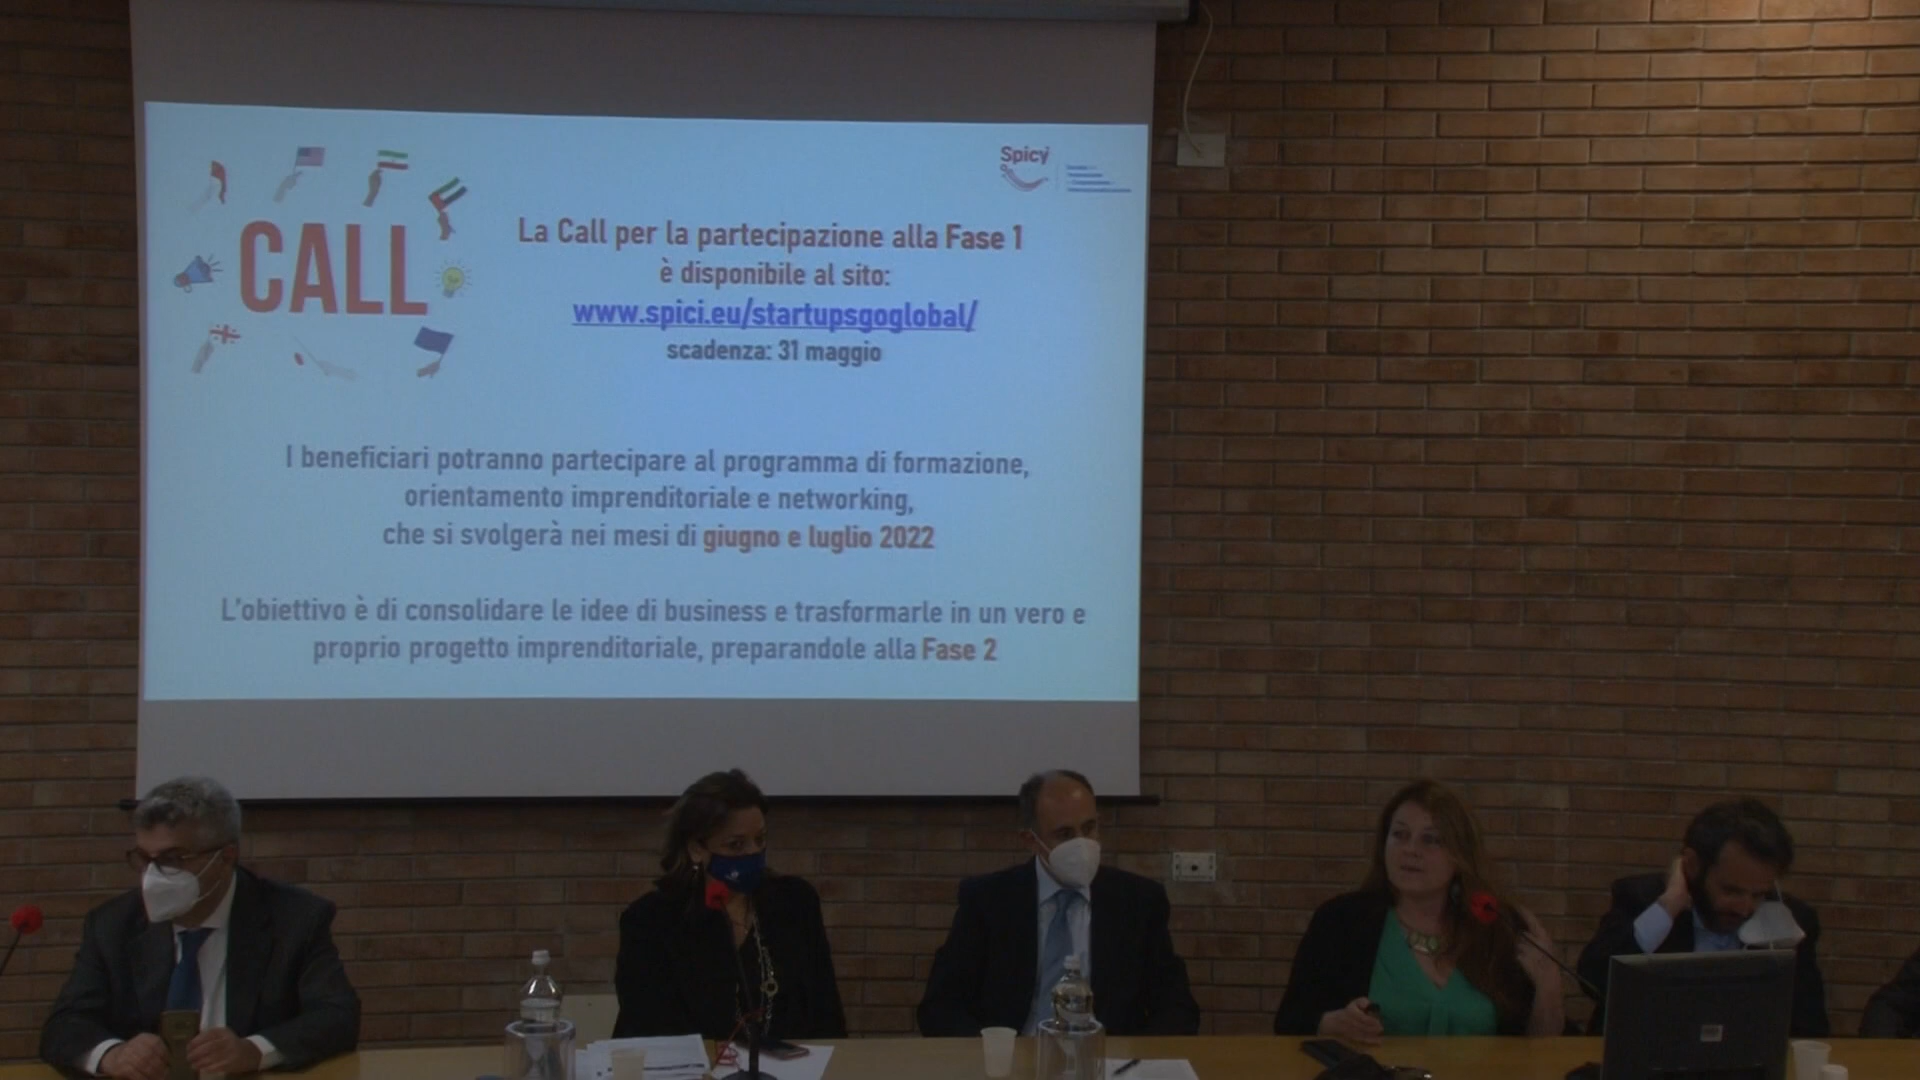 Spicy
CALL
La Call per la partecipazione alla Fase 1
è disponibile al sito:
www.spici.eu/startupsgoglobal/
scadenza: 31 maggio
I beneficiari potranno partecipare al programma di formazione,
orientamento imprenditoriale e networking,
che si svolgerà nei mesi di giugno e luglio 2022
L'obiettivo è di consolidare le idee di business e trasformarle in un vero e
proprio progetto imprenditoriale, preparandole alla Fase 2